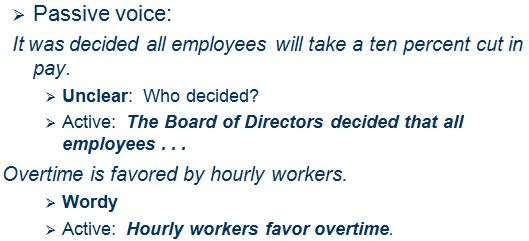 ➢ Passive voice:
It was decided all employees will take a ten percent cut in
pay.
➢ Unclear: Who decided?
➢ Active: The Board of Directors decided that all
employees . . .
Overtime is favored by hourly workers.
➢ Wordy
➢ Active: Hourly workers favor overtime.